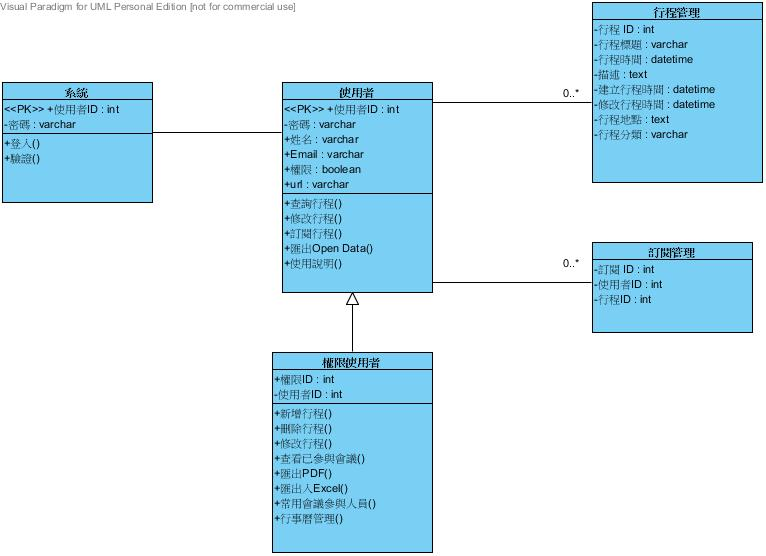 Visual Paradigm for UML Personal Edition [not for commercial use]
行程管理
-行程 ID : int
-行程標題 : varchar
-行程時間 : datetime
-描述 : text
-建立行程時間 : datetime
-修改行程時間 : datetime
-行程地點 : text
-行程分類 : varchar
系統
<<PK>> +使用者ID : int
-密碼 : varchar
+登入()
+驗證()
使用者
<<PK>> +使用者ID : int
-密碼 : varchar
+姓名 : varchar
+Email : varchar
+權限 : boolean
+url : varchar
+查詢行程()
+修改行程()
+訂閱行程()
+匯出Open Data()
+使用說明()
0..*
0..*
訂閱管理
-訂閱 ID : int
-使用者ID : int
-行程ID : int
權限使用者
+權限ID : int
-使用者ID : int
+新增行程()
+刪除行程()
+修改行程()
+查看已參與會議()
+匯出PDF()
+匯出入Excel()
+常用會議參與人員()
+行事曆管理()